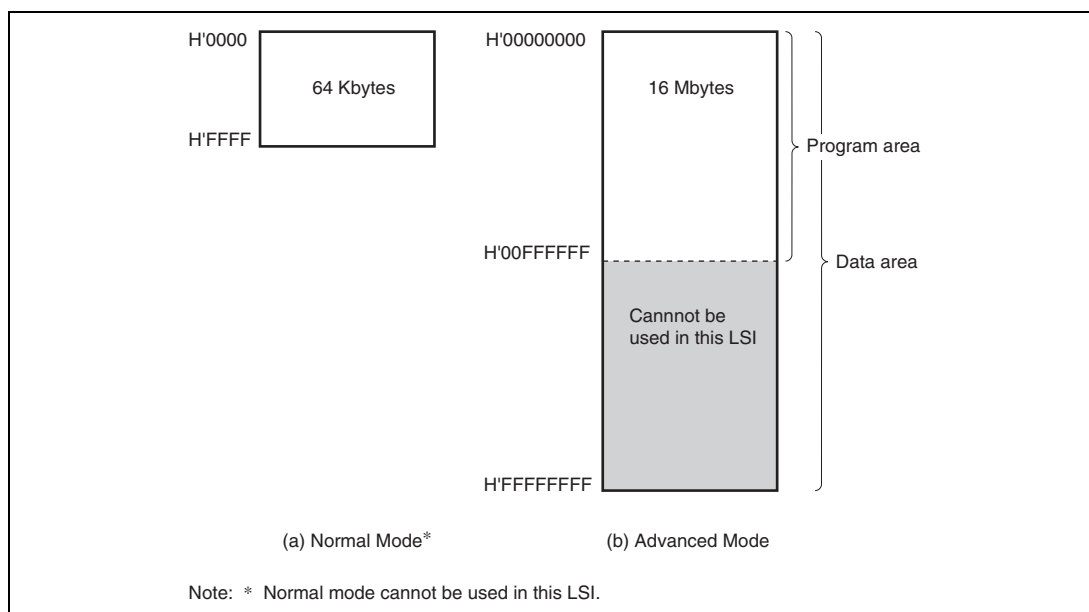 H'0000
64 Kbytes
H'FFFF
(a) Normal Mode*
H'00000000
16 Mbytes
H'00FFFFFF
Cannnot be
used in this LSI
H'FFFFFFFF
Program area
Data area
(b) Advanced Mode
Note: * Normal mode cannot be used in this LSI.